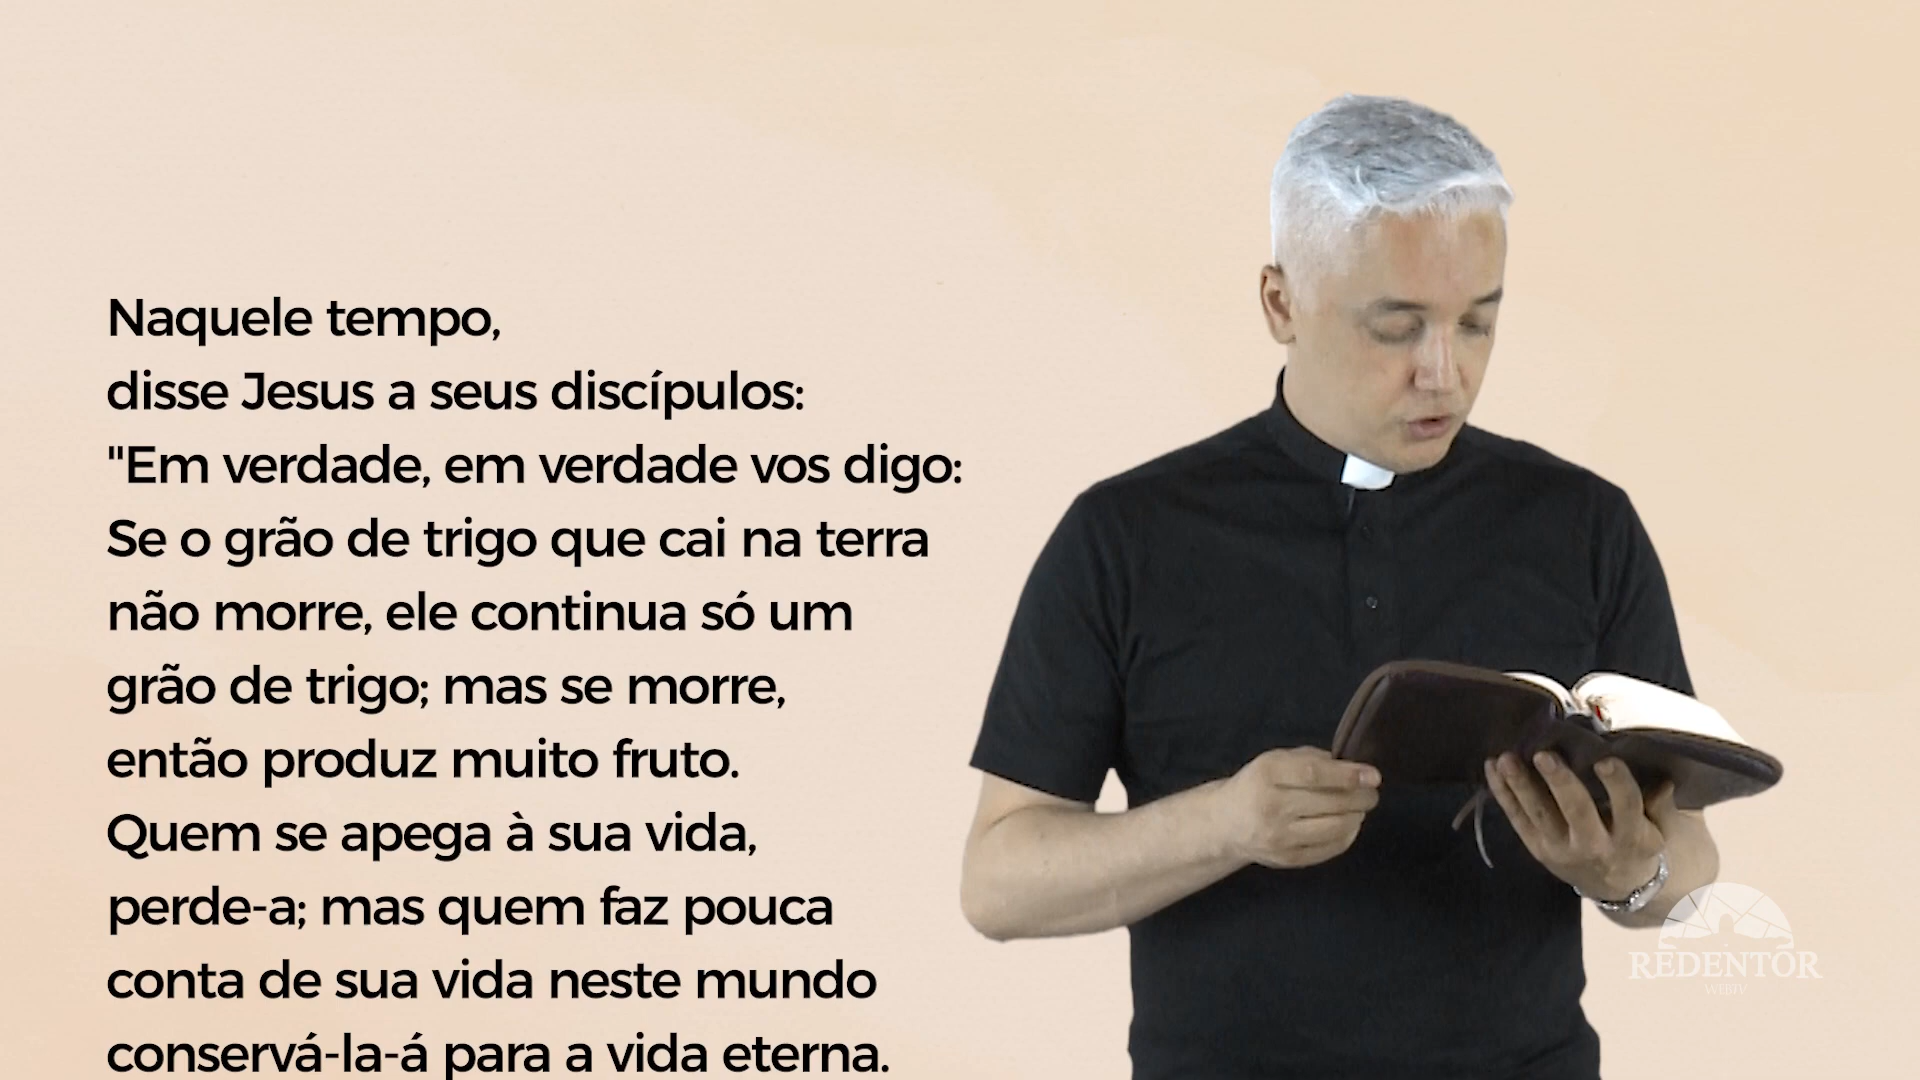 Naquele tempo,
disse Jesus a seus discípulos:
"Em verdade, em verdade vos digo:
Se o grão de trigo que cai na terra
não morre, ele continua só um
grão de trigo; mas se morre,
então produz muito fruto.
Quem se apega à sua vida,
perde-a; mas quem faz pouca
conta de sua vida neste mundo
conservá-la-á para a vida eterna.
REDENTOR
WEBTV